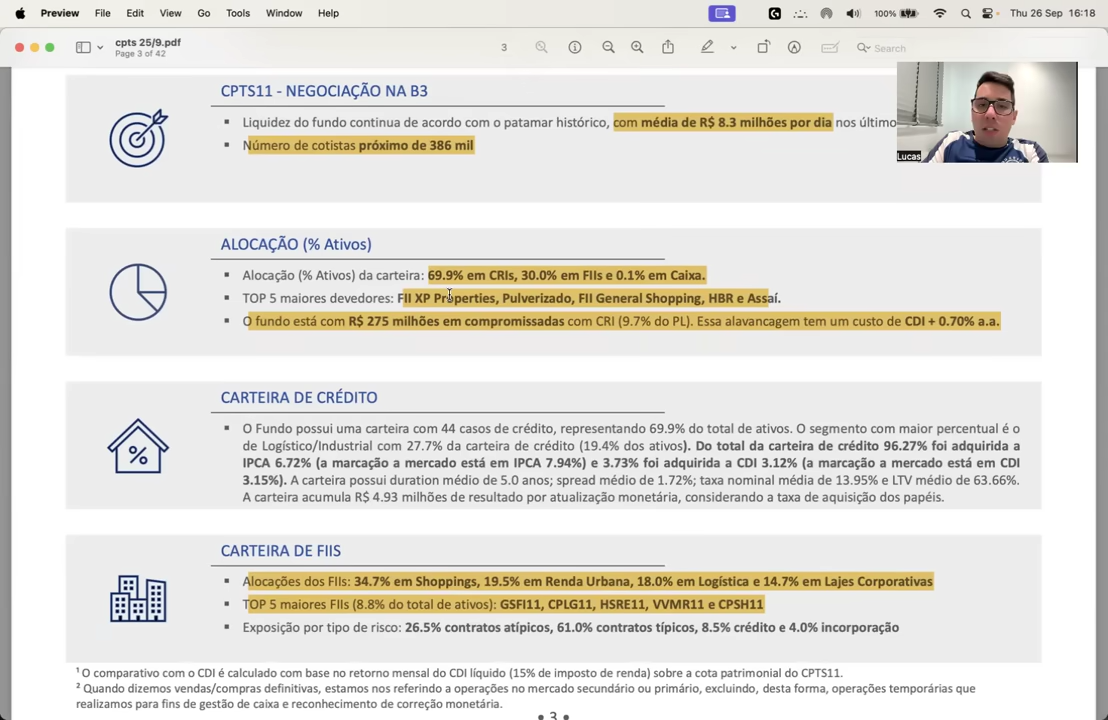 Preview File Edit View Go Tools Window Help 100% Thu 26 Sep 16:18
cpts 25/9.pdf
Page 3 of 42
3
Search
CPTS11 - NEGOCIAÇÃO NA B3
Liquidez do fundo continua de acordo com o patamar histórico, com média de R$ 8.3 milhões por dia nos último
Número de cotistas próximo de 386 mil
Lucas
ALOCAÇÃO (% Ativos)
Alocação (% Ativos) da carteira: 69.9% em CRIs, 30.0% em FIIs e 0.1% em Caixa.
TOP 5 maiores devedores: FII XP Properties, Pulverizado, FII General Shopping, HBR e Assaí.
O fundo está com R$ 275 milhões em compromissadas com CRI (9.7% do PL). Essa alavancagem tem um custo de CDI + 0.70% a.a.
CARTEIRA DE CRÉDITO
O Fundo possui uma carteira com 44 casos de crédito, representando 69.9% do total de ativos. O segmento com maior percentual é o
de Logístico/Industrial com 27.7% da carteira de crédito (19.4% dos ativos). Do total da carteira de crédito 96.27% foi adquirida a
IPCA 6.72% (a marcação a mercado está em IPCA 7.94%) e 3.73% foi adquirida a CDI 3.12% (a marcação a mercado está em CDI
3.15%). A carteira possui duration médio de 5.0 anos; spread médio de 1.72%; taxa nominal média de 13.95% e LTV médio de 63.66%.
A carteira acumula R$ 4.93 milhões de resultado por atualização monetária, considerando a taxa de aquisição dos papéis.
%
CARTEIRA DE FIIS
Alocações dos FIIs: 34.7% em Shoppings, 19.5% em Renda Urbana, 18.0% em Logística e 14.7% em Lajes Corporativas
TOP 5 maiores FIIs (8.8% do total de ativos): GSFI11, CPLG11, HSRE11, VVMR11 e CPSH11
Exposição por tipo de risco: 26.5% contratos atípicos, 61.0% contratos típicos, 8.5% crédito e 4.0% incorporação
¹ O comparativo com o CDI é calculado com base no retorno mensal do CDI líquido (15% de imposto de renda) sobre a cota patrimonial do CPTS11.
² Quando dizemos vendas/compras definitivas, estamos nos referindo a operações no mercado secundário ou primário, excluindo, desta forma, operações temporárias que
realizamos para fins de gestão de caixa e reconhecimento de correção monetária.
• 3 •